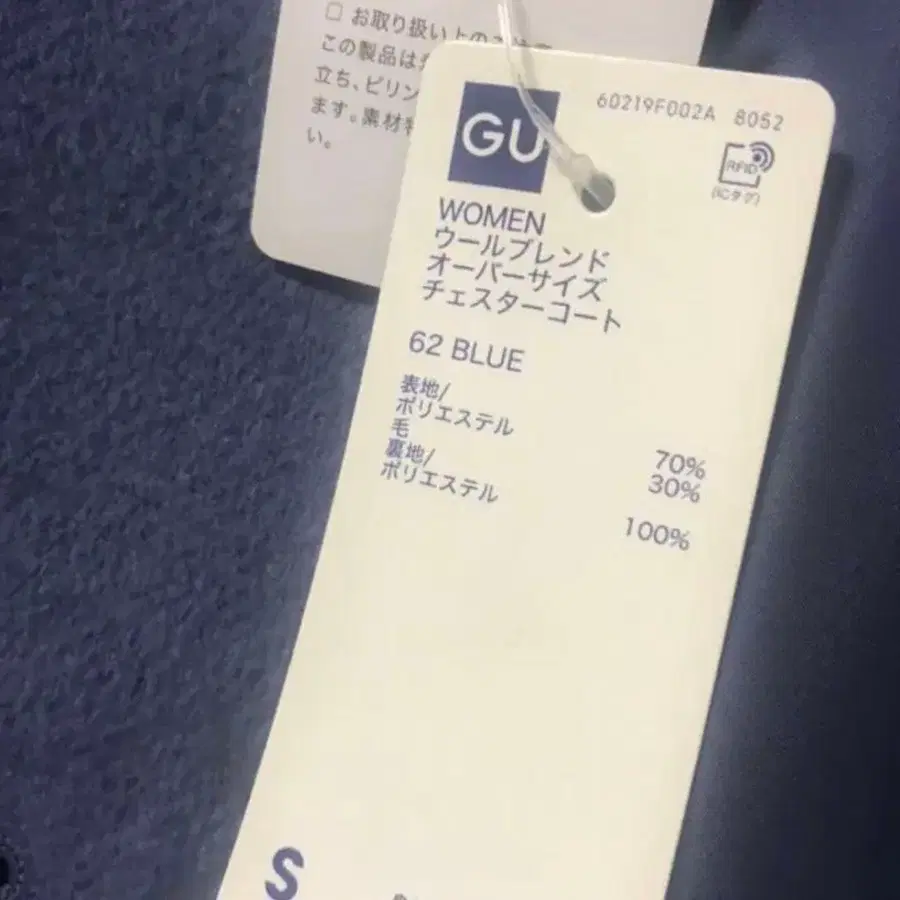 □ お取り扱い上の
この製品は
立ち、ピリン
ます。素材
い。
60219F002A 8052
GU
RFID
(ICタグ)
WOMEN
ウールブレンド
オーバーサイズ
チェスターコート
62 BLUE
表地/
ポリエステル 70%
毛 30%
裏地/
ポリエステル 100%
S